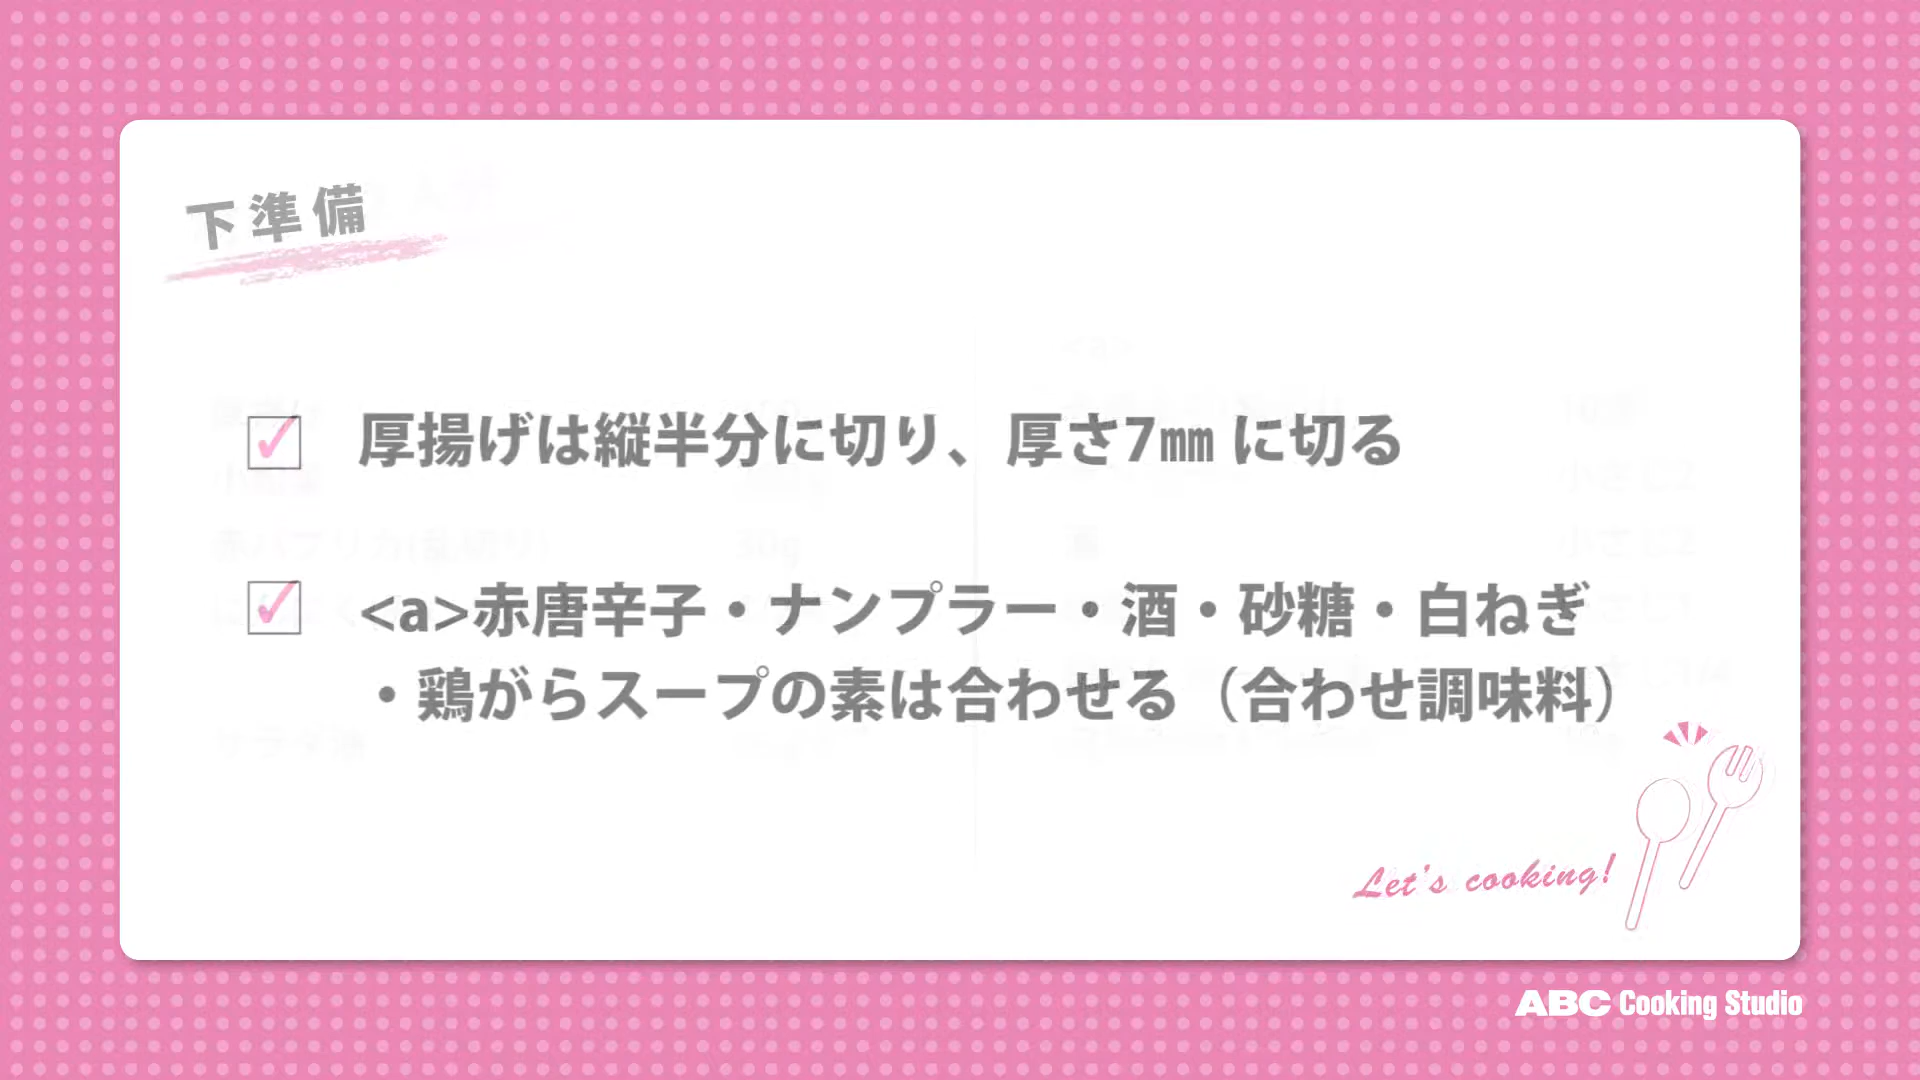 下準備
厚揚げは縦半分に切り、厚さ7㎜ に切る
<a>赤唐辛子・ナンプラー・酒・砂糖・白ねぎ
・鶏がらスープの素は合わせる（合わせ調味料）
Let's cooking!
ABC Cooking Studio